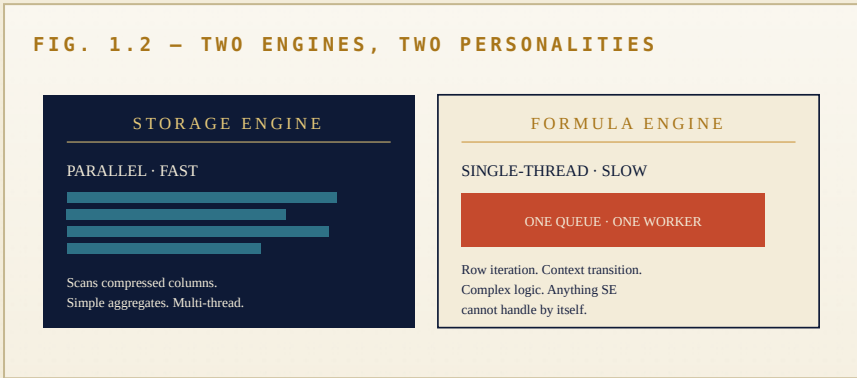 FIG. 1.2 — TWO ENGINES, TWO PERSONALITIES
STORAGE ENGINE
PARALLEL · FAST
Scans compressed columns.
Simple aggregates. Multi-thread.
FORMULA ENGINE
SINGLE-THREAD · SLOW
ONE QUEUE · ONE WORKER
Row iteration. Context transition.
Complex logic. Anything SE
cannot handle by itself.